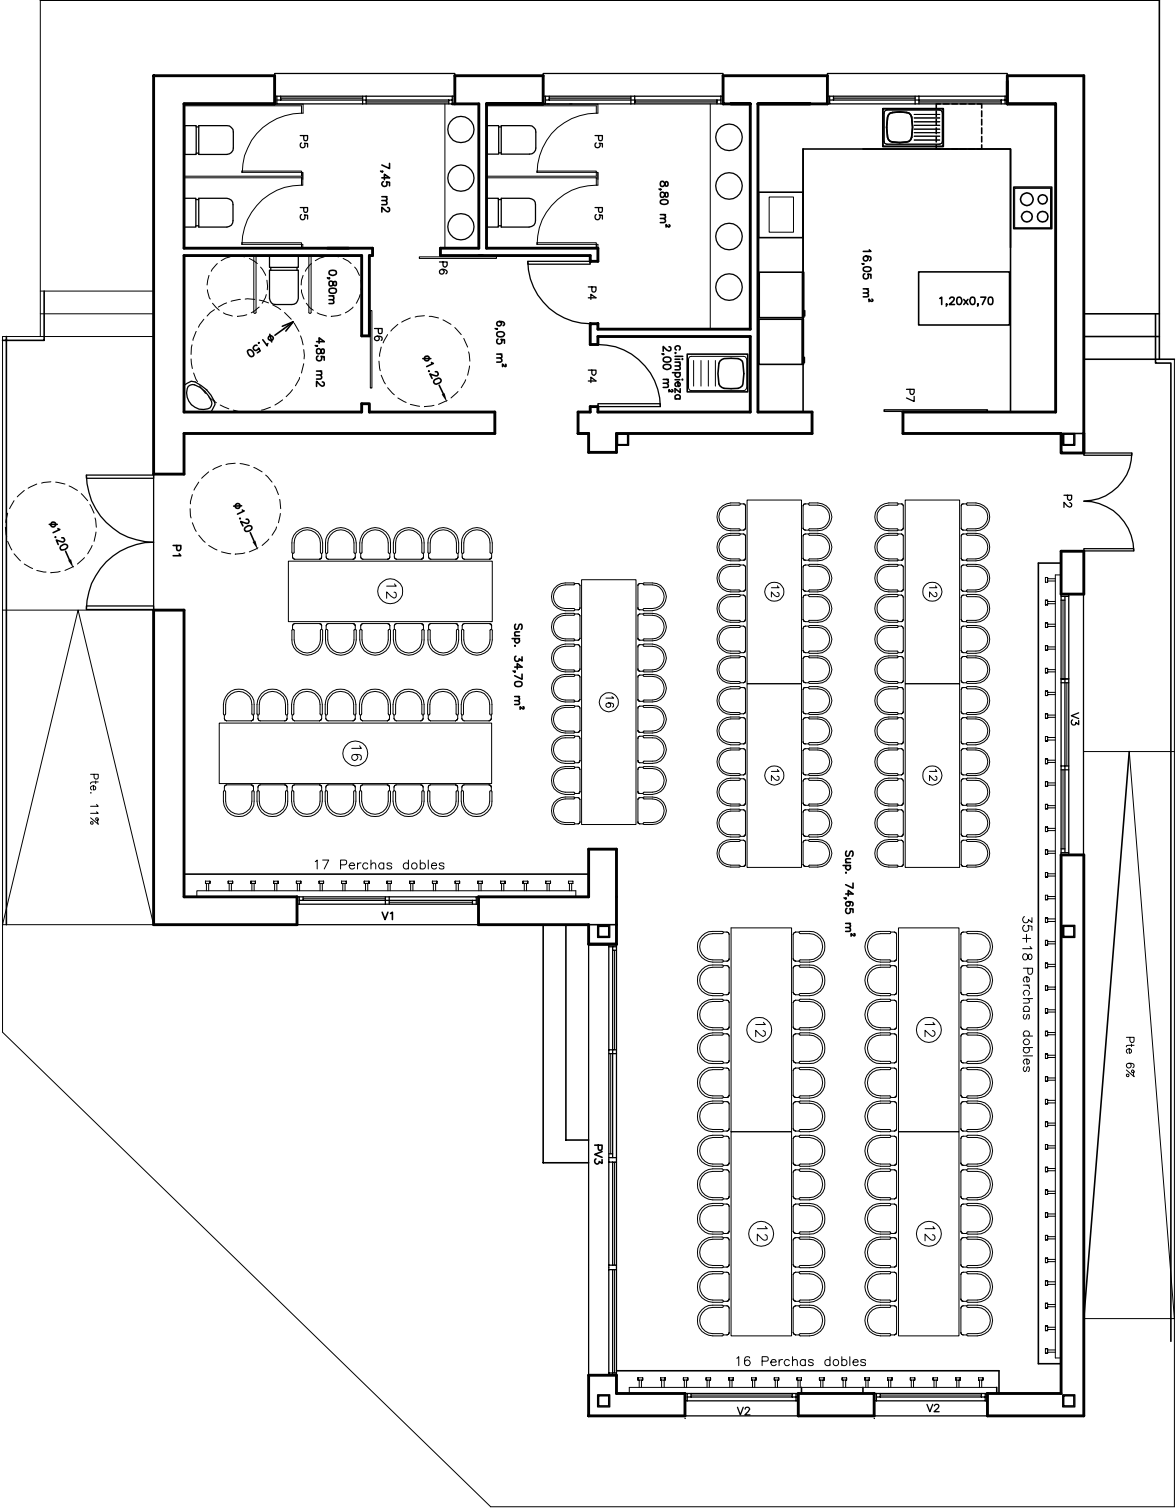 P5
P5
7,45 m2
P5
P5
8,80 m²
16,05 m²
1,20x0,70
P6
P4
0,80m
ø1.50
4,85 m2
P6
ø1.20
6,05 m²
P4
c.limpieza
2,00 m²
P7
P2
ø1.20
ø1.20
P1
12
12
12
Sup. 34,70 m²
16
16
12
12
V3
Pte. 11%
17 Perchas dobles
V1
Sup. 74,65 m²
35+18 Perchas dobles
12
12
Pte 6%
PV3
12
12
16 Perchas dobles
V2
V2